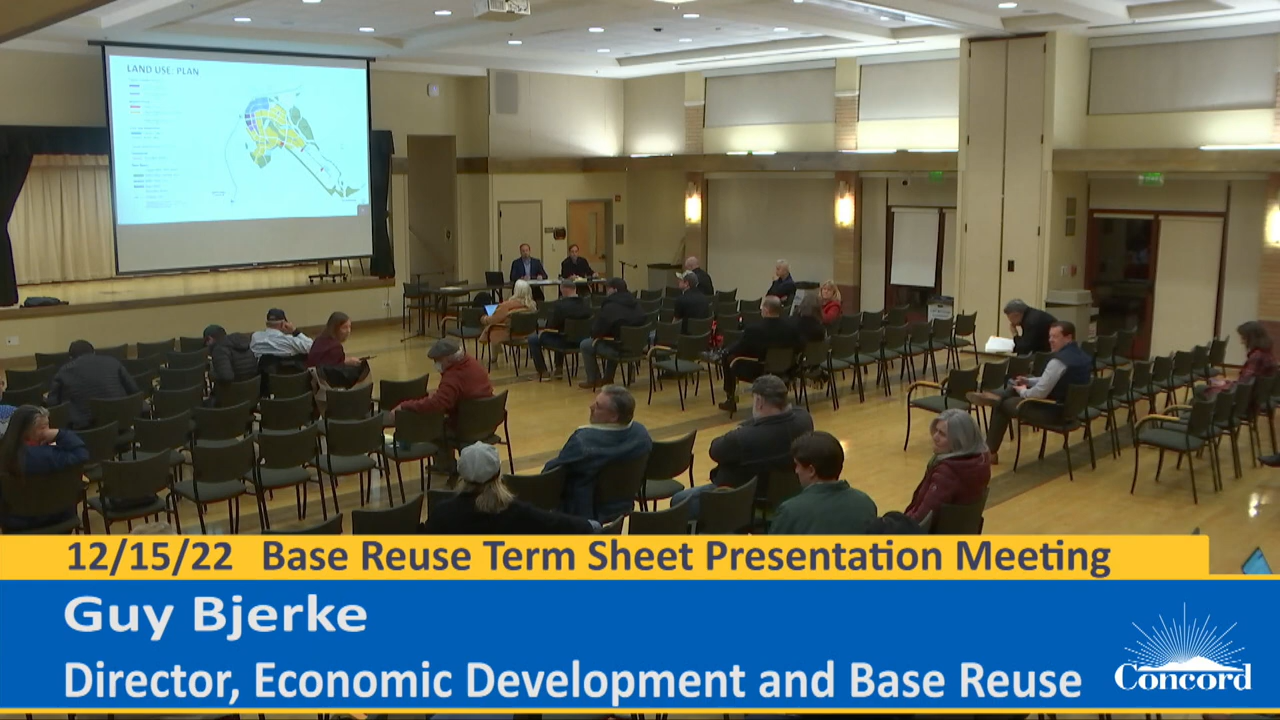 LAND USE PLAN
12/15/22 Base Reuse Term Sheet Presentation Meeting
Guy Bjerke
Director, Economic Development and Base Reuse
Concord